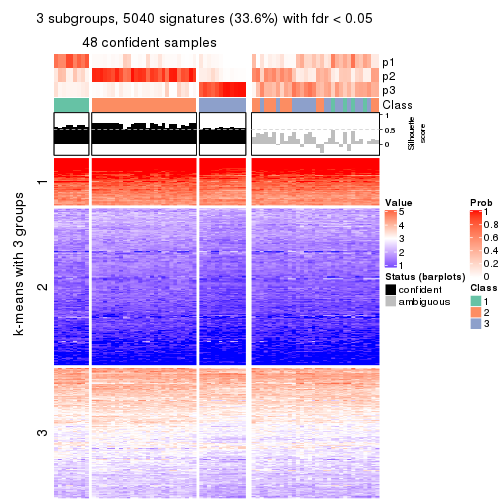 3 subgroups, 5040 signatures (33.6%) with fdr < 0.05
48 confident samples
p1
p2
p3
Class
1
0.5
0
Silhouette
score
k-means with 3 groups
1
2
3
Value
5
4
3
2
1
Status (barplots)
confident
ambiguous
Prob
1
0.8
0.6
0.4
0.2
0
Class
1
2
3